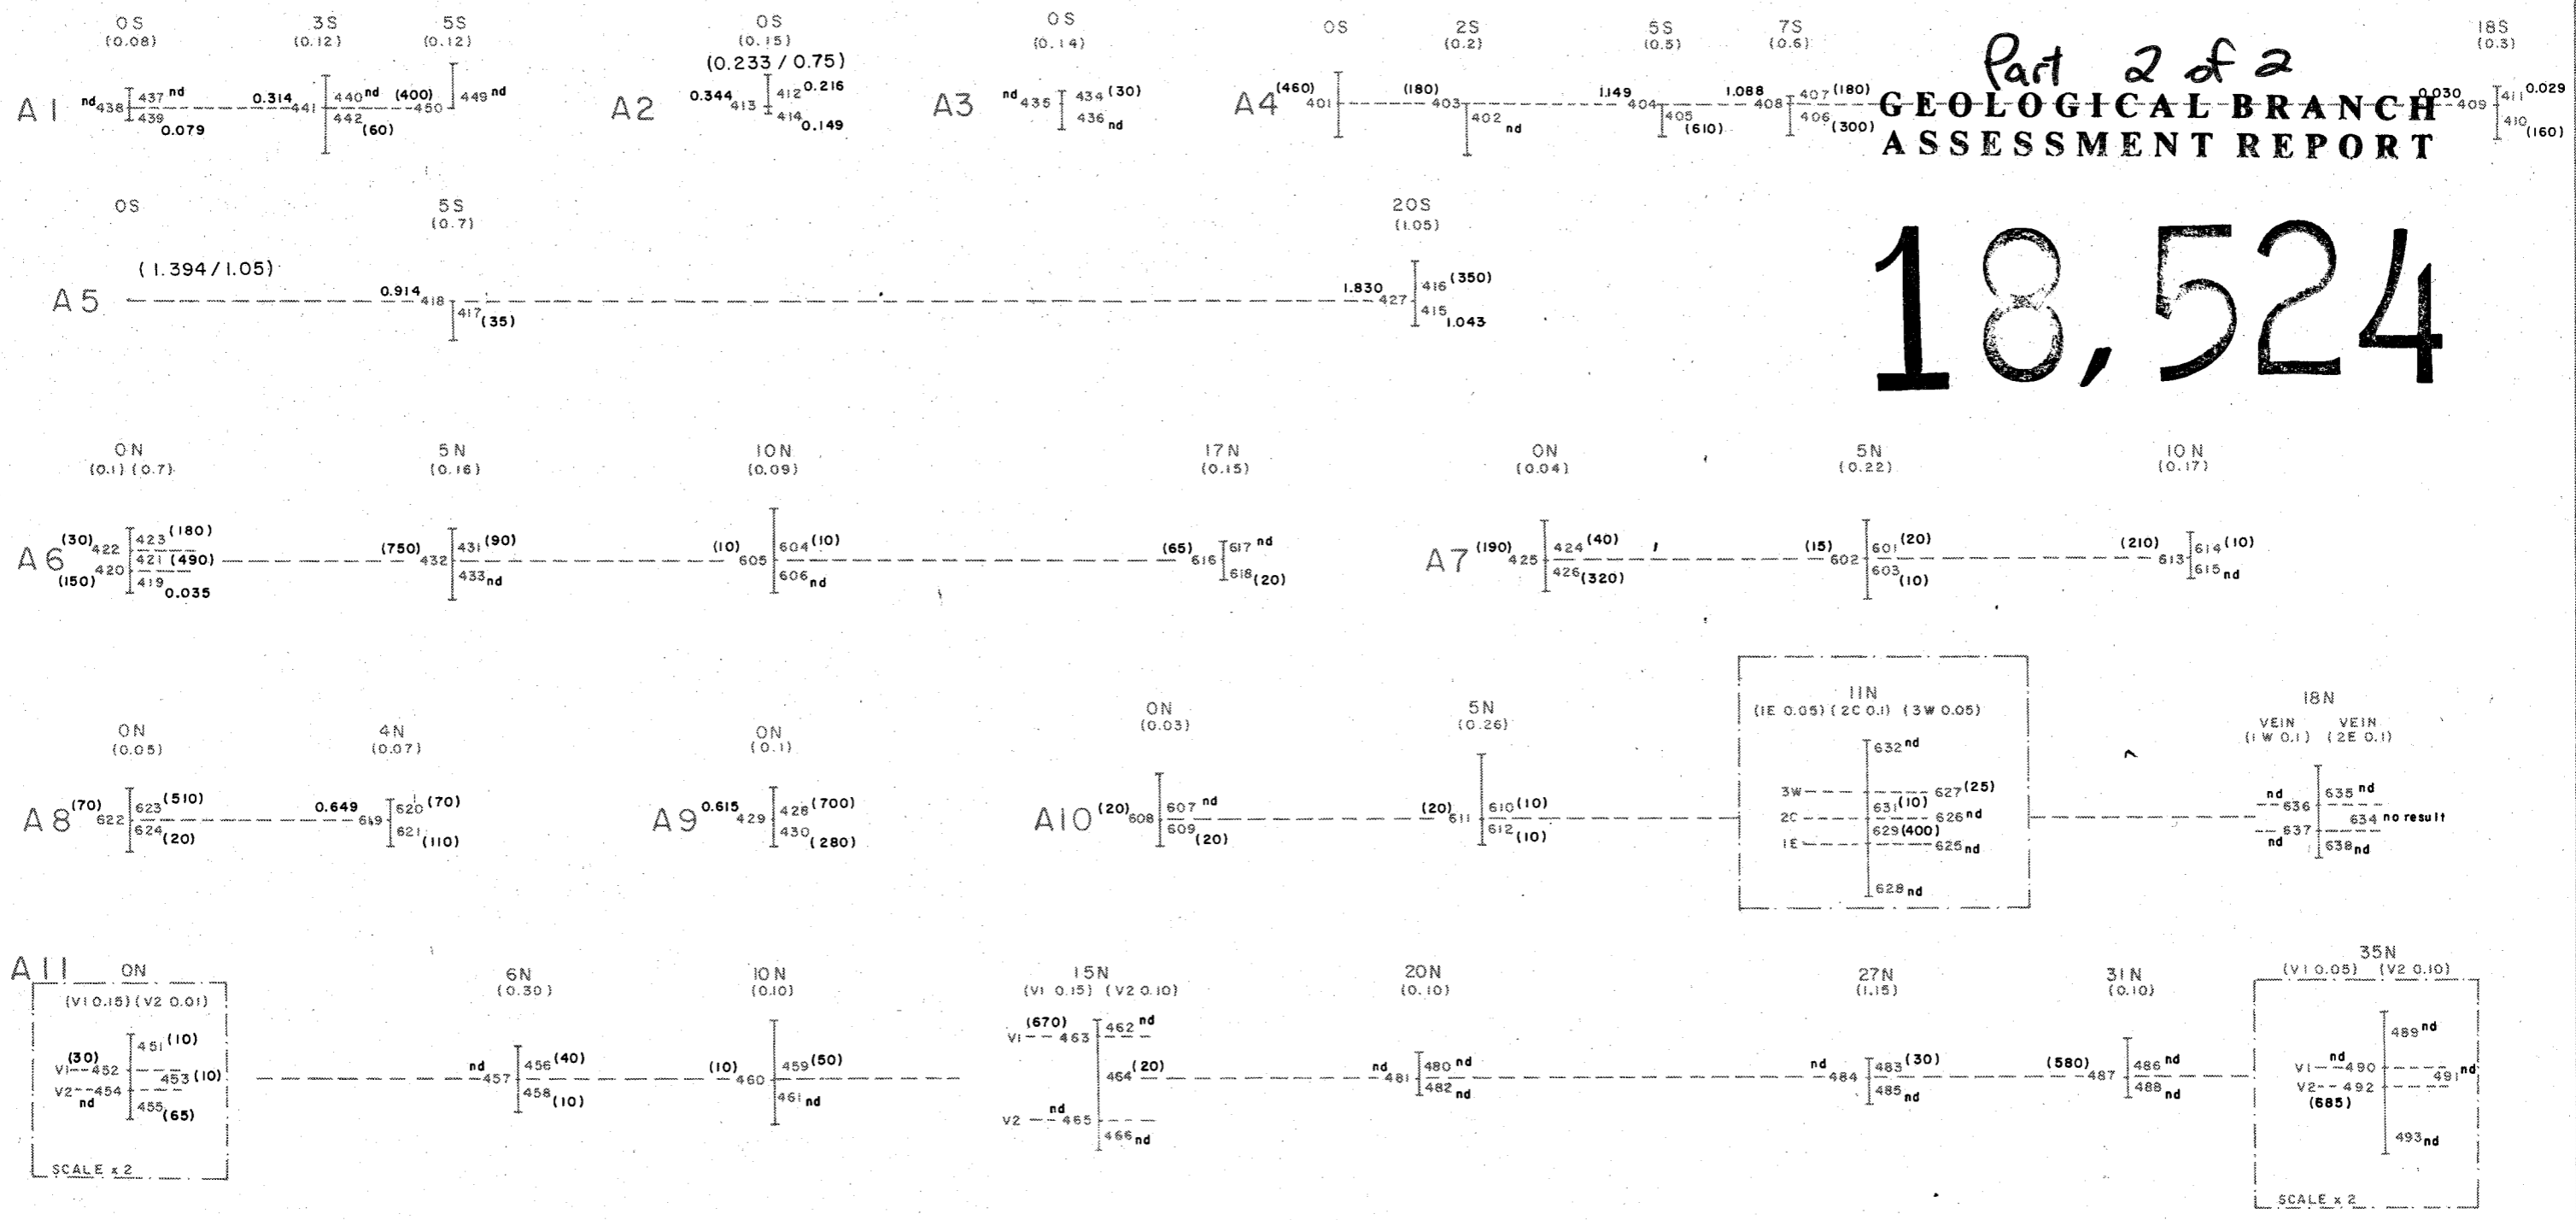 Part 2 of 2
GEOLOGICAL BRANCH
ASSESSMENT REPORT
18,524
A1
0S (0.08) 3S (0.12) 5S (0.12)
nd 438 437 nd 439 0.079 0.314 441 440 nd 442 (60) (400) 450 449 nd
A2
0S (0.15)
(0.233 / 0.75)
0.344 413 412 0.216 414 0.149
A3
0S (0.14)
nd 435 434 (30) 436 nd
A4
0S 2S (0.2) 5S (0.5) 7S (0.6) 18S (0.3)
(460) 401 (180) 403 402 nd 1.149 404 405 (610) 1.088 408 407 (180) 406 (300) 0.030 409 411 0.029 410 (160)
A5
0S 5S (0.7) 20S (1.05)
(1.394/1.05)
0.914 418 417 (35) 1.830 427 416 (350) 415 1.043
A6
0N (0.1) (0.7) 5N (0.16) 10N (0.09) 17N (0.15)
(30) 422 423 (180) 421 (490) (150) 420 419 0.035 (750) 432 431 (90) 433 nd (10) 605 604 (10) 606 nd (65) 616 617 nd 618 (20)
A7
0N (0.04) 5N (0.22) 10N (0.17)
(190) 425 424 (40) 426 (320) (15) 602 601 (20) 603 (10) (210) 613 614 (10) 615 nd
A8
0N (0.05) 4N (0.07)
(70) 622 623 (510) 624 (20) 0.649 619 620 (70) 621 (110)
A9
0N (0.1)
0.615 429 428 (700) 430 (280)
A10
0N (0.03) 5N (0.26)
(20) 608 607 nd 609 (20) (20) 611 610 (10) 612 (10)
11N
(1E 0.05) (2C 0.1) (3W 0.05)
632 nd
3W 627 (25)
631 (10)
2C 626 nd
629 (400)
1E 625 nd
628 nd
18N
VEIN VEIN
(1W 0.1) (2E 0.1)
nd 636 635 nd
634 no result
637 nd 638 nd
A11
0N
(V1 0.15) (V2 0.01)
451 (10)
(30) V1 452 453 (10)
V2 454 nd
455 (65)
SCALE x 2
6N (0.30)
nd 457 456 (40) 458 (10)
10N (0.10)
(10) 460 459 (50) 461 nd
15N
(V1 0.15) (V2 0.10)
(670) V1 463 462 nd
464 (20)
nd V2 465
466 nd
20N (0.10)
nd 481 480 nd 482 nd
27N (1.15)
nd 484 483 (30) 485 nd
31N (0.10)
(580) 487 486 nd 488 nd
35N
(V1 0.05) (V2 0.10)
489 nd
nd V1 490 491 nd
V2 492 (685)
493 nd
SCALE x 2